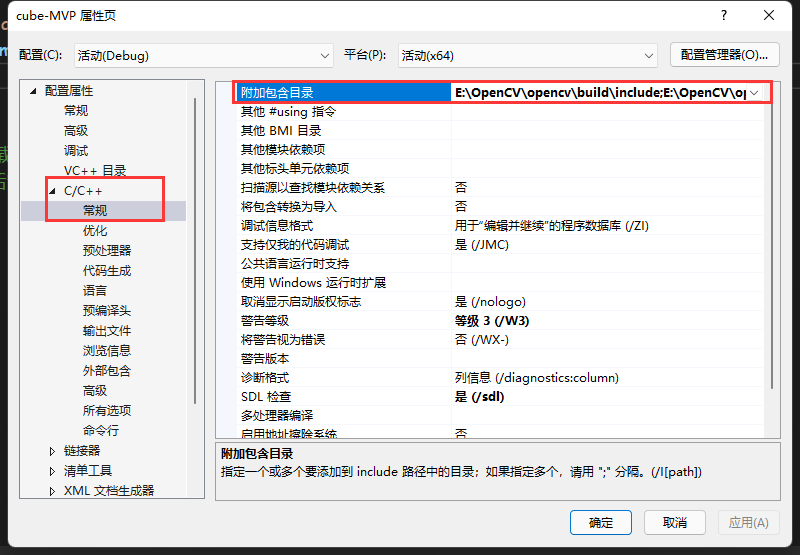 cube-MVP 属性页
配置(C): 活动(Debug) 平台(P): 活动(x64) 配置管理器(O)...
配置属性
常规
高级
调试
VC++ 目录
C/C++
常规
优化
预处理器
代码生成
语言
预编译头
输出文件
浏览信息
外部包含
高级
所有选项
命令行
链接器
清单工具
XML 文档生成器
附加包含目录 E:\OpenCV\opencv\build\include;E:\OpenCV\op
其他 #using 指令
其他 BMI 目录
其他模块依赖项
其他标头单元依赖项
扫描源以查找模块依赖关系 否
将包含转换为导入 否
调试信息格式 用于“编辑并继续”的程序数据库 (/ZI)
支持仅我的代码调试 是 (/JMC)
公共语言运行时支持
使用 Windows 运行时扩展
取消显示启动版权标志 是 (/nologo)
警告等级 等级 3 (/W3)
将警告视为错误 否 (/WX-)
警告版本
诊断格式 列信息 (/diagnostics:column)
SDL 检查 是 (/sdl)
多处理器编译
启用地址擦除系统 否
附加包含目录
指定一个或多个要添加到 include 路径中的目录；如果指定多个，请用 ";" 分隔。(/I[path])
确定 取消 应用(A)